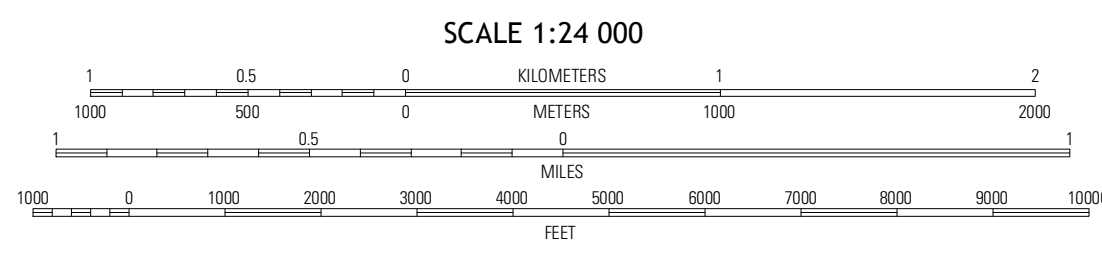 SCALE 1:24 000
1 0.5 0 KILOMETERS 1 2
1000 500 0 METERS 1000 2000
1 0.5 0 1
MILES
1000 0 1000 2000 3000 4000 5000 6000 7000 8000 9000 1000
FEET